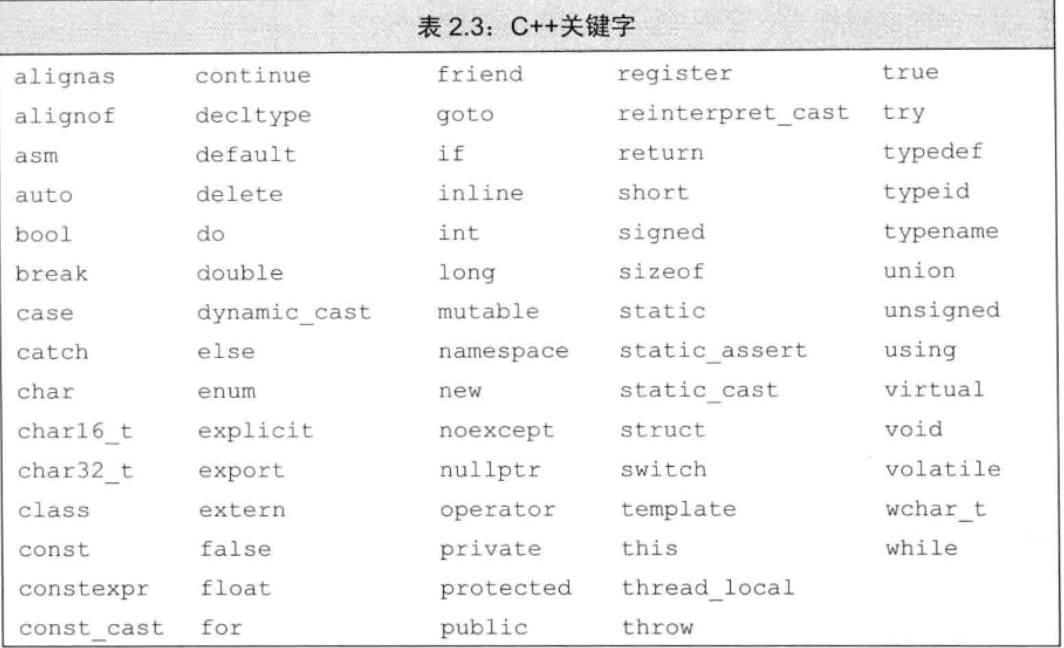 表 2.3：C++关键字
alignas continue friend register true
alignof decltype goto reinterpret_cast try
asm default if return typedef
auto delete inline short typeid
bool do int signed typename
break double long sizeof union
case dynamic_cast mutable static unsigned
catch else namespace static_assert using
char enum new static_cast virtual
char16_t explicit noexcept struct void
char32_t export nullptr switch volatile
class extern operator template wchar_t
const false private this while
constexpr float protected thread_local
const_cast for public throw